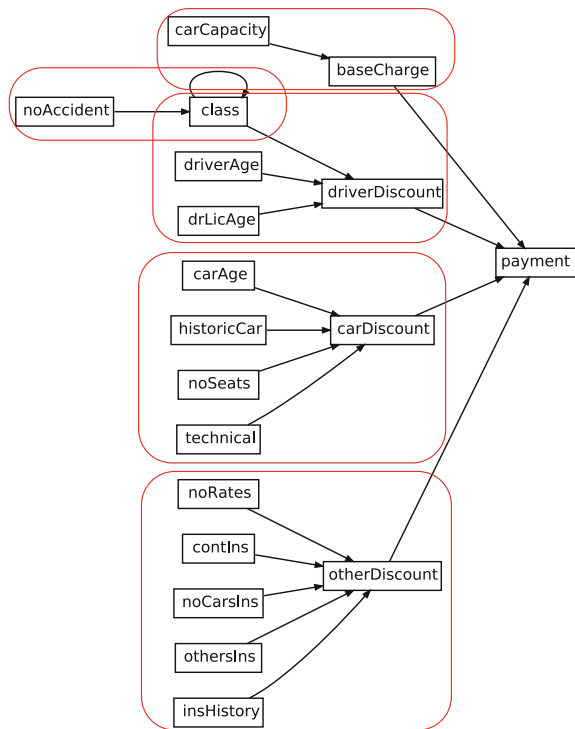 carCapacity
baseCharge
noAccident
class
driverAge
driverDiscount
drLicAge
payment
carAge
historicCar
carDiscount
noSeats
technical
noRates
contIns
otherDiscount
noCarsIns
othersIns
insHistory